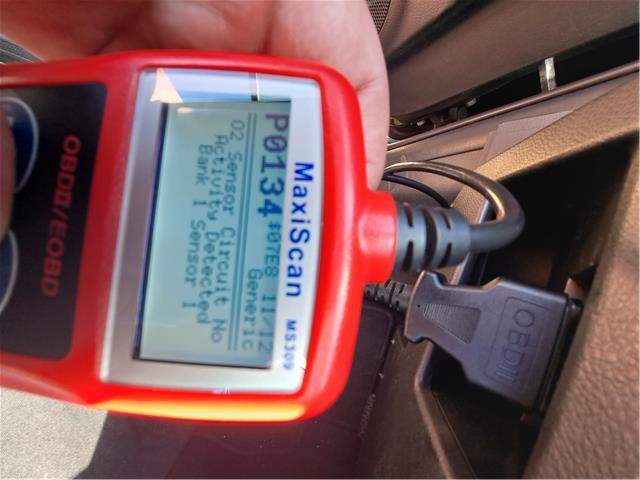 MaxiScan MS309
P0134 $07E8 11/12
Generic
O2 Sensor Circuit No
Activity Detected
Bank 1 Sensor 1
OBDII/EOBD
OBDII